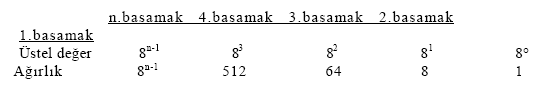 n.basamak 4.basamak 3.basamak 2.basamak
1.basamak
Üstel değer 8ⁿ⁻¹ 8³ 8² 8¹ 8°
Ağırlık 8ⁿ⁻¹ 512 64 8 1